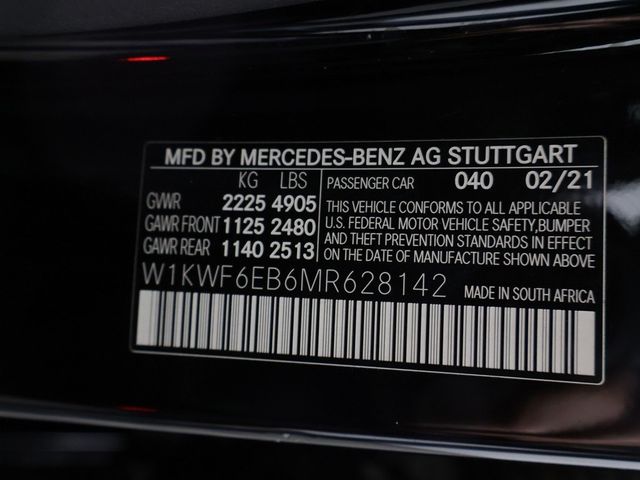 MFD BY MERCEDES-BENZ AG STUTTGART
KG LBS
GVWR 2225 4905
GAWR FRONT 1125 2480
GAWR REAR 1140 2513
PASSENGER CAR 040 02/21
THIS VEHICLE CONFORMS TO ALL APPLICABLE
U.S. FEDERAL MOTOR VEHICLE SAFETY,BUMPER
AND THEFT PREVENTION STANDARDS IN EFFECT
ON THE DATE OF MANUFACTURE SHOWN ABOVE
W1KWF6EB6MR628142 MADE IN SOUTH AFRICA